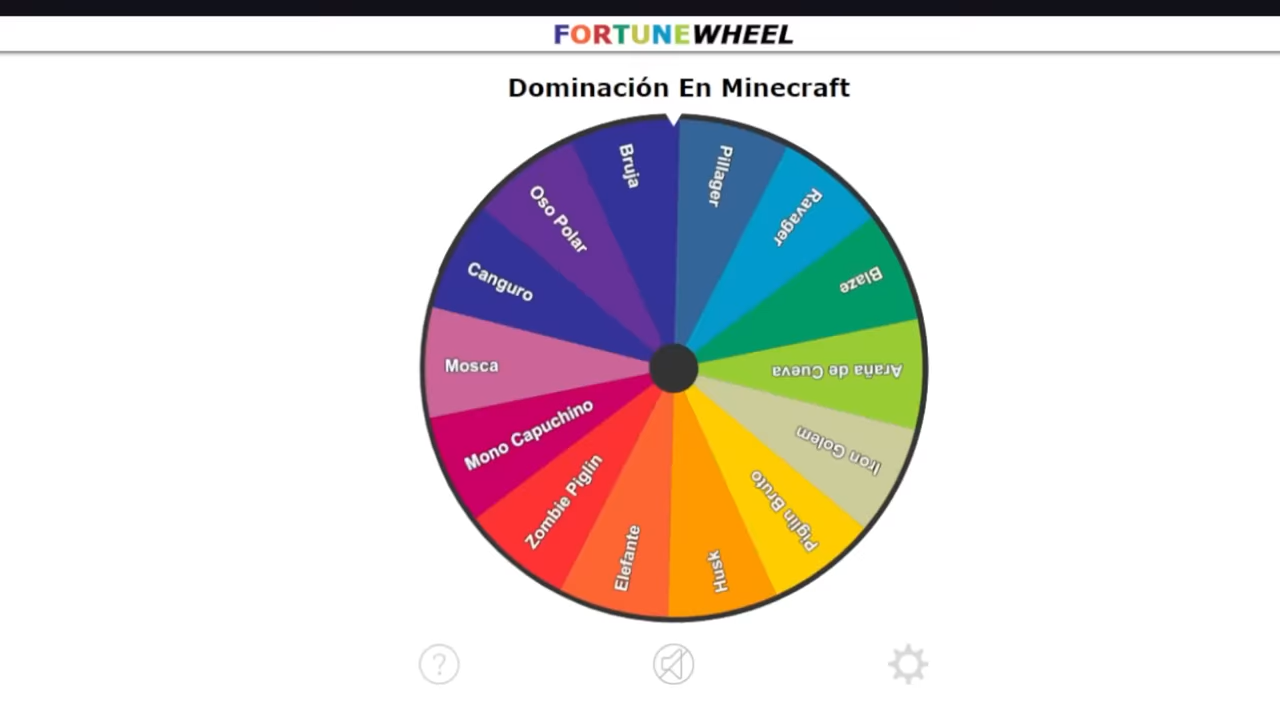 FORTUNEWHEEL
Dominación En Minecraft
Pillager
Ravager
Blaze
Araña de Cueva
Iron Golem
Piglin Bruto
Husk
Elefante
Zombie Piglin
Mono Capuchino
Mosca
Canguro
Oso Polar
Bruja
?